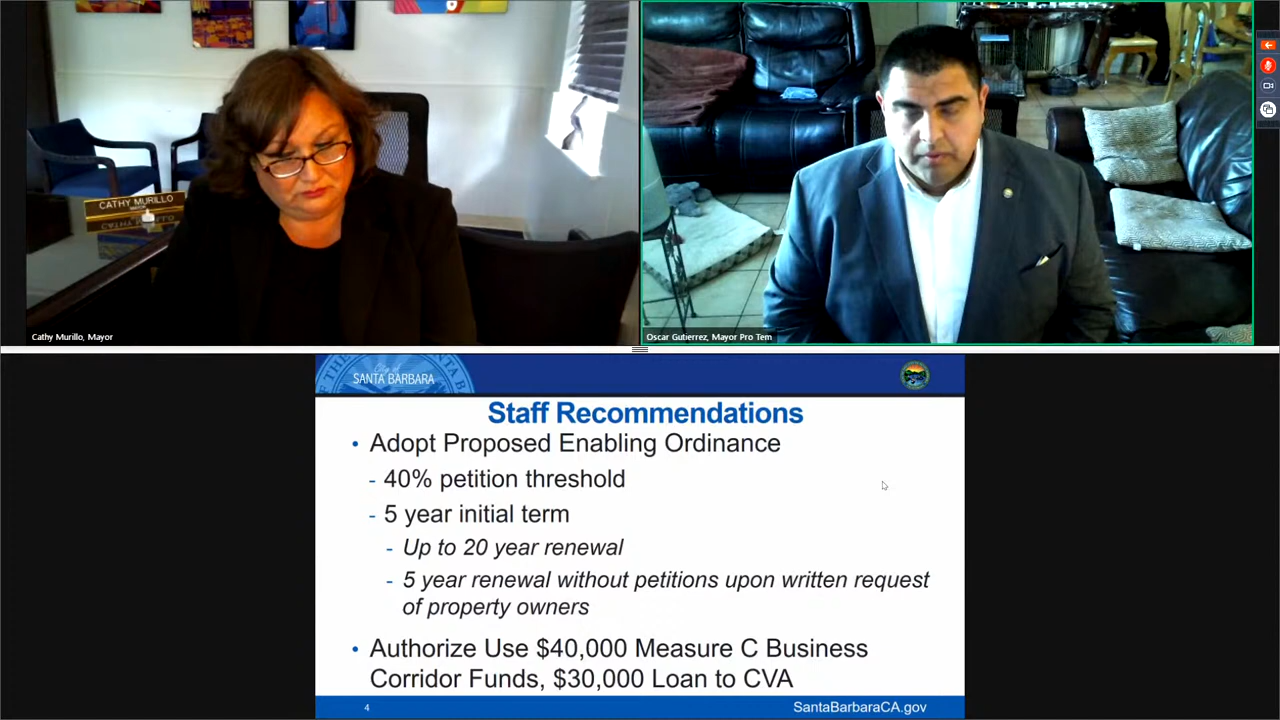 CATHY MURILLO
MAYOR
Cathy Murillo, Mayor
Oscar Gutierrez, Mayor Pro Tem
City of
SANTA BARBARA
Staff Recommendations
• Adopt Proposed Enabling Ordinance
- 40% petition threshold
- 5 year initial term
- Up to 20 year renewal
- 5 year renewal without petitions upon written request
of property owners
• Authorize Use $40,000 Measure C Business
Corridor Funds, $30,000 Loan to CVA
4
SantaBarbaraCA.gov